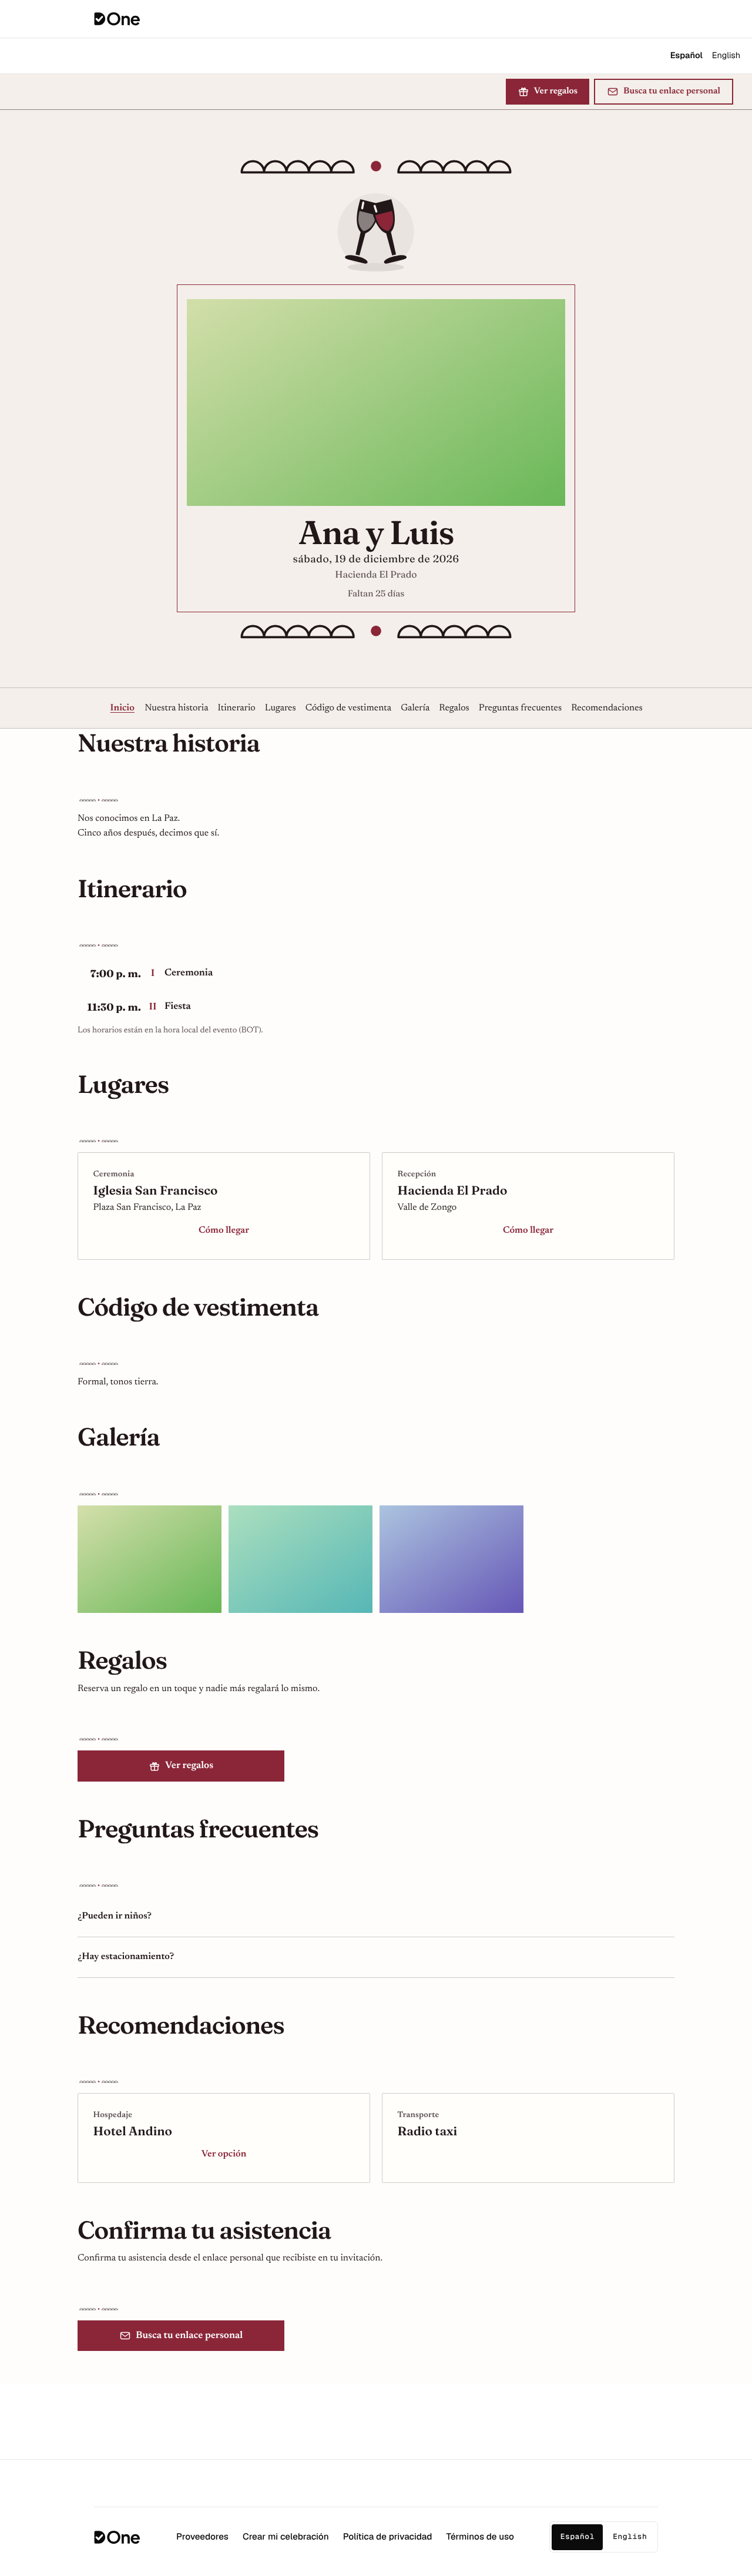 One
Español English
Ver regalos Busca tu enlace personal
Ana y Luis
sábado, 19 de diciembre de 2026
Hacienda El Prado
Faltan 25 días
Inicio Nuestra historia Itinerario Lugares Código de vestimenta Galería Regalos Preguntas frecuentes Recomendaciones
Nuestra historia
Nos conocimos en La Paz.
Cinco años después, decimos que sí.
Itinerario
7:00 p. m. I Ceremonia
11:30 p. m. II Fiesta
Los horarios están en la hora local del evento (BOT).
Lugares
Ceremonia
Iglesia San Francisco
Plaza San Francisco, La Paz
Cómo llegar
Recepción
Hacienda El Prado
Valle de Zongo
Cómo llegar
Código de vestimenta
Formal, tonos tierra.
Galería
Regalos
Reserva un regalo en un toque y nadie más regalará lo mismo.
Ver regalos
Preguntas frecuentes
¿Pueden ir niños?
¿Hay estacionamiento?
Recomendaciones
Hospedaje
Hotel Andino
Ver opción
Transporte
Radio taxi
Confirma tu asistencia
Confirma tu asistencia desde el enlace personal que recibiste en tu invitación.
Busca tu enlace personal
One Proveedores Crear mi celebración Política de privacidad Términos de uso Español English